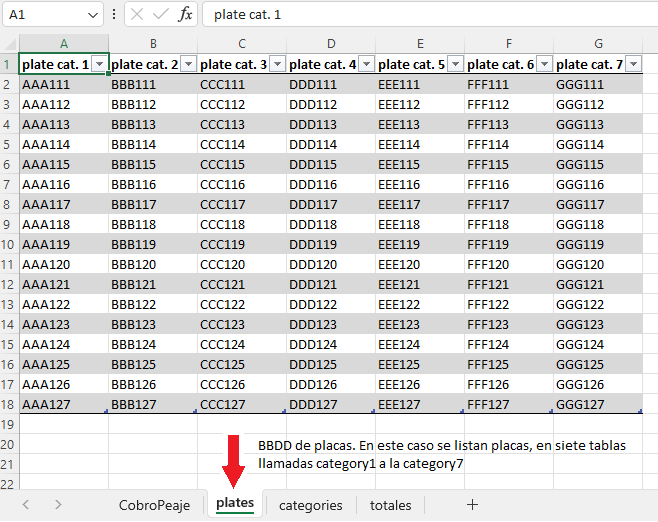 A1 fx plate cat. 1
A B C D E F G
1 plate cat. 1 plate cat. 2 plate cat. 3 plate cat. 4 plate cat. 5 plate cat. 6 plate cat. 7
2 AAA111 BBB111 CCC111 DDD111 EEE111 FFF111 GGG111
3 AAA112 BBB112 CCC112 DDD112 EEE112 FFF112 GGG112
4 AAA113 BBB113 CCC113 DDD113 EEE113 FFF113 GGG113
5 AAA114 BBB114 CCC114 DDD114 EEE114 FFF114 GGG114
6 AAA115 BBB115 CCC115 DDD115 EEE115 FFF115 GGG115
7 AAA116 BBB116 CCC116 DDD116 EEE116 FFF116 GGG116
8 AAA117 BBB117 CCC117 DDD117 EEE117 FFF117 GGG117
9 AAA118 BBB118 CCC118 DDD118 EEE118 FFF118 GGG118
10 AAA119 BBB119 CCC119 DDD119 EEE119 FFF119 GGG119
11 AAA120 BBB120 CCC120 DDD120 EEE120 FFF120 GGG120
12 AAA121 BBB121 CCC121 DDD121 EEE121 FFF121 GGG121
13 AAA122 BBB122 CCC122 DDD122 EEE122 FFF122 GGG122
14 AAA123 BBB123 CCC123 DDD123 EEE123 FFF123 GGG123
15 AAA124 BBB124 CCC124 DDD124 EEE124 FFF124 GGG124
16 AAA125 BBB125 CCC125 DDD125 EEE125 FFF125 GGG125
17 AAA126 BBB126 CCC126 DDD126 EEE126 FFF126 GGG126
18 AAA127 BBB127 CCC127 DDD127 EEE127 FFF127 GGG127
19
20 BBDD de placas. En este caso se listan placas, en siete tablas
21 llamadas category1 a la category7
22
CobroPeaje plates categories totales